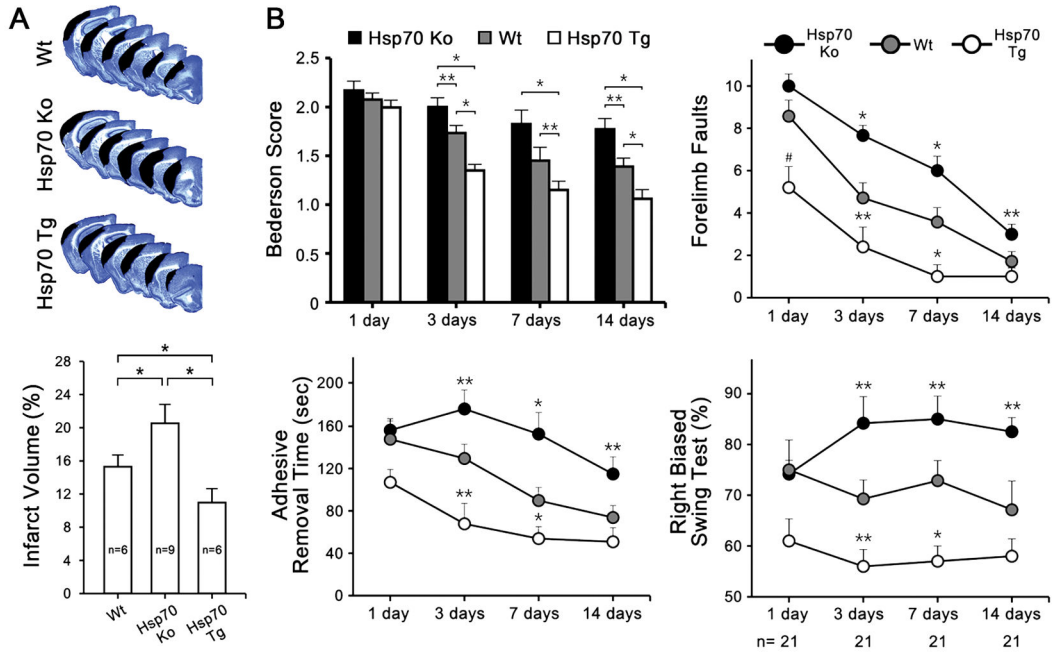 A
Wt
Hsp70 Ko
Hsp70 Tg
28
24
20
16
12
8
4
0
Infarct Volume (%)
*
*
*
n=6
n=9
n=6
Wt
Hsp70 Ko
Hsp70 Tg
B
Hsp70 Ko
Wt
Hsp70 Tg
2.5
2.0
1.5
1.0
.5
0
Bederson Score
*
**
*
*
**
*
**
*
1 day
3 days
7 days
14 days
Hsp70 Ko
Wt
Hsp70 Tg
10
8
6
4
2
0
Forelimb Faults
#
*
**
*
*
**
1 day
3 days
7 days
14 days
200
160
120
80
40
0
Adhesive
Removal Time (sec)
**
**
*
*
**
1 day
3 days
7 days
14 days
90
80
70
60
50
Right Biased
Swing Test (%)
**
**
**
*
**
1 day
3 days
7 days
14 days
n= 21
21
21
21